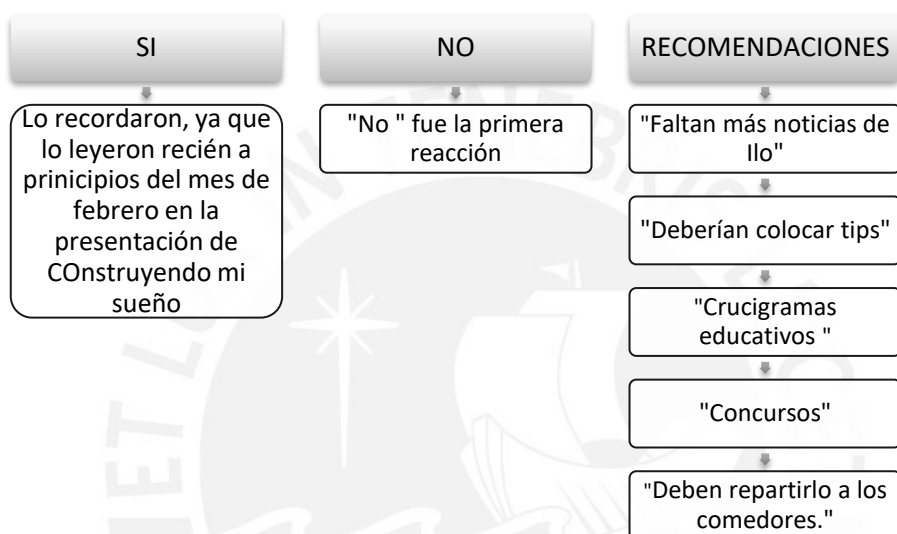 SI
Lo recordaron, ya que
lo leyeron recién a
prinicipios del mes de
febrero en la
presentación de
COnstruyendo mi
sueño
NO
"No " fue la primera
reacción
RECOMENDACIONES
"Faltan más noticias de
Ilo"
"Deberían colocar tips"
"Crucigramas
educativos "
"Concursos"
"Deben repartirlo a los
comedores."